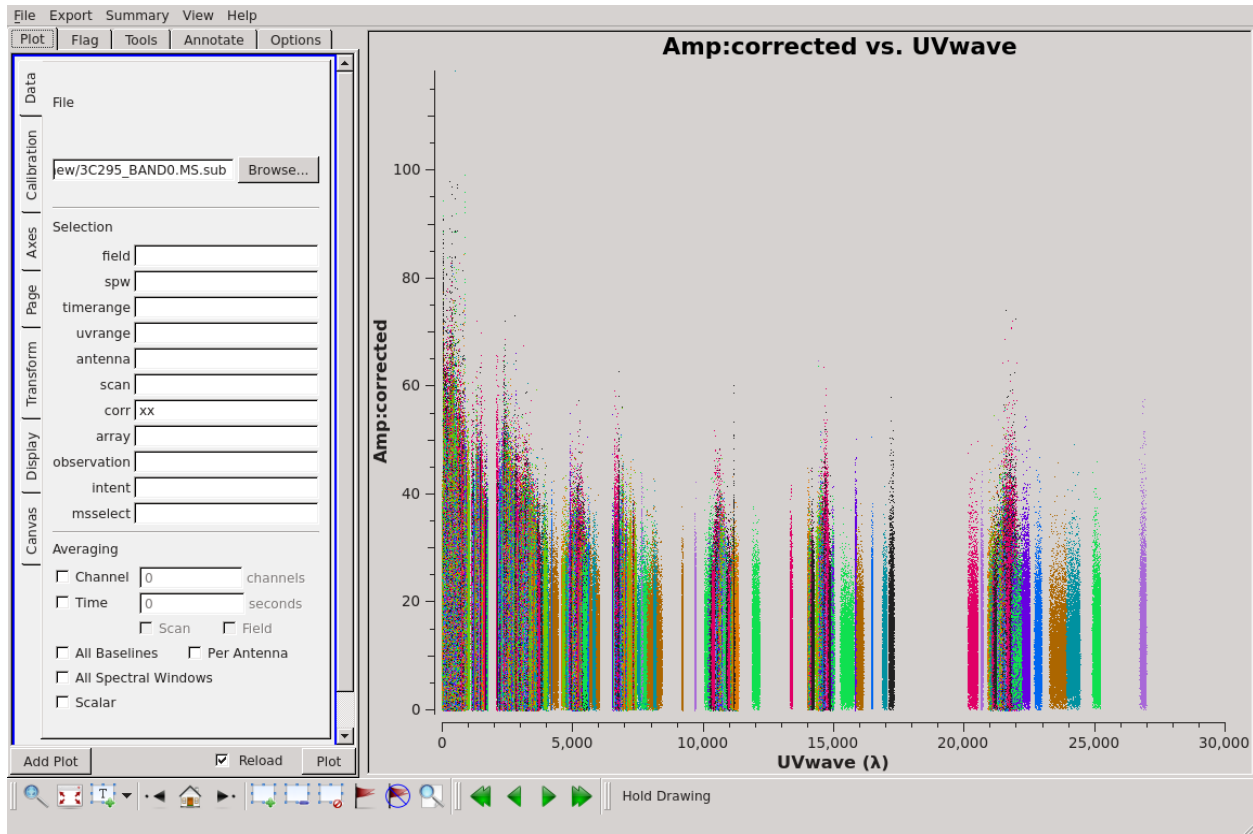 File Export Summary View Help
Plot Flag Tools Annotate Options
Data
Calibration
Axes
Page
Transform
Display
Canvas
File
ew/3C295_BAND0.MS.sub Browse...
Selection
field
spw
timerange
uvrange
antenna
scan
corr xx
array
observation
intent
msselect
Averaging
Channel 0 channels
Time 0 seconds
Scan Field
All Baselines Per Antenna
All Spectral Windows
Scalar
Add Plot Reload Plot
Amp:corrected vs. UVwave
Amp:corrected
100
80
60
40
20
0
0 5,000 10,000 15,000 20,000 25,000 30,000
UVwave (λ)
T
Hold Drawing